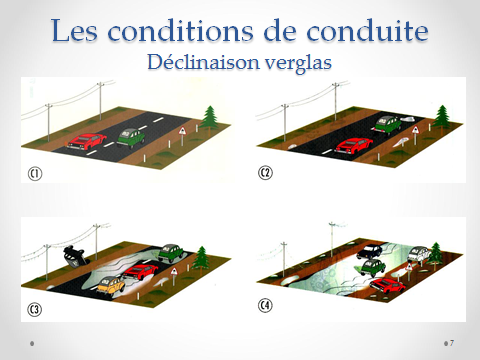 Les conditions de conduite
Déclinaison verglas
C1
C2
C3
C4
7